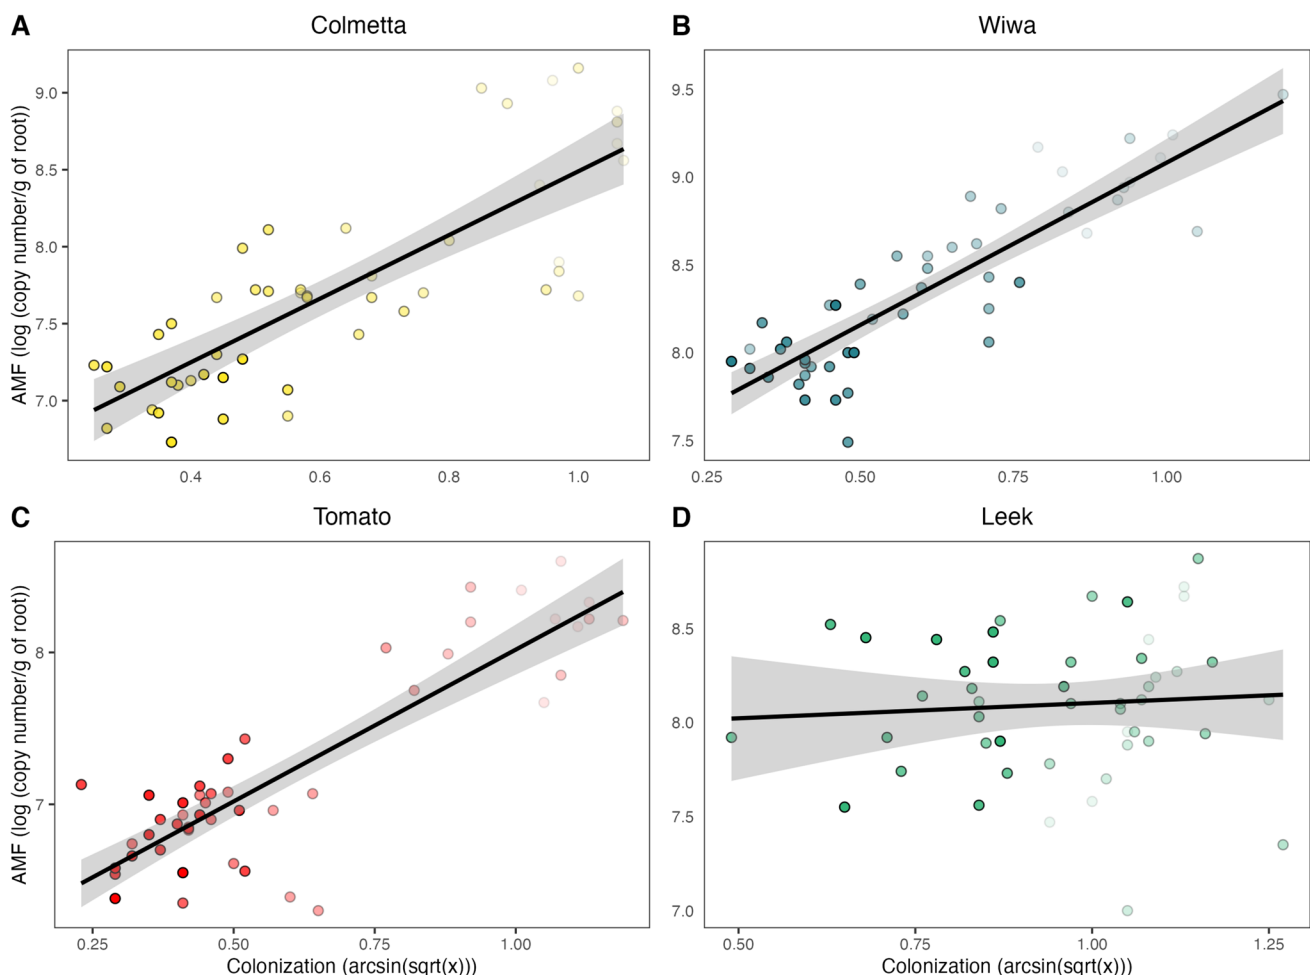 A
Colmetta
B
Wiwa
AMF (log (copy number/g of root))
9.0
8.5
8.0
7.5
7.0
0.4
0.6
0.8
1.0
9.5
9.0
8.5
8.0
7.5
0.25
0.50
0.75
1.00
C
Tomato
D
Leek
AMF (log (copy number/g of root))
8
7
0.25
0.50
0.75
1.00
Colonization (arcsin(sqrt(x)))
8.5
8.0
7.5
7.0
0.50
0.75
1.00
1.25
Colonization (arcsin(sqrt(x)))